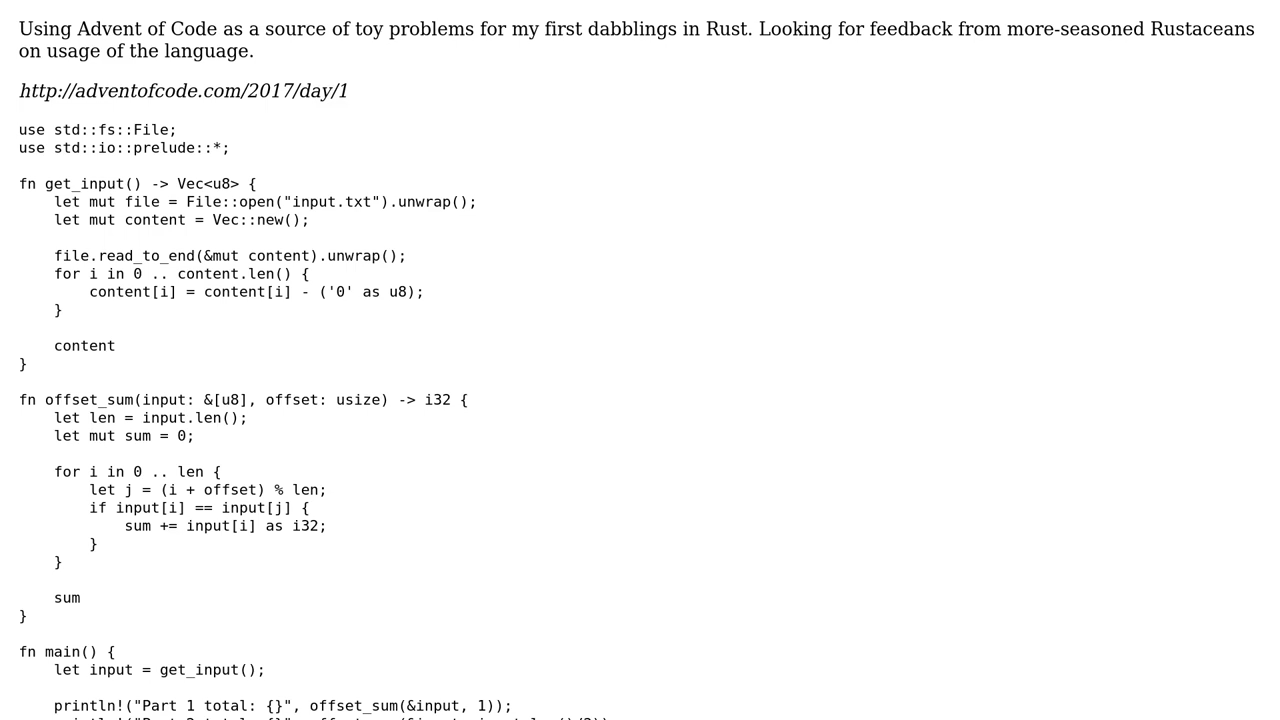 Using Advent of Code as a source of toy problems for my first dabblings in Rust. Looking for feedback from more-seasoned Rustaceans
on usage of the language.
http://adventofcode.com/2017/day/1
use std::fs::File;
use std::io::prelude::*;
fn get_input() -> Vec<u8> {
    let mut file = File::open("input.txt").unwrap();
    let mut content = Vec::new();
    file.read_to_end(&mut content).unwrap();
    for i in 0 .. content.len() {
        content[i] = content[i] - ('0' as u8);
    }
    content
}
fn offset_sum(input: &[u8], offset: usize) -> i32 {
    let len = input.len();
    let mut sum = 0;
    for i in 0 .. len {
        let j = (i + offset) % len;
        if input[i] == input[j] {
            sum += input[i] as i32;
        }
    }
    sum
}
fn main() {
    let input = get_input();
    println!("Part 1 total: {}", offset_sum(&input, 1));